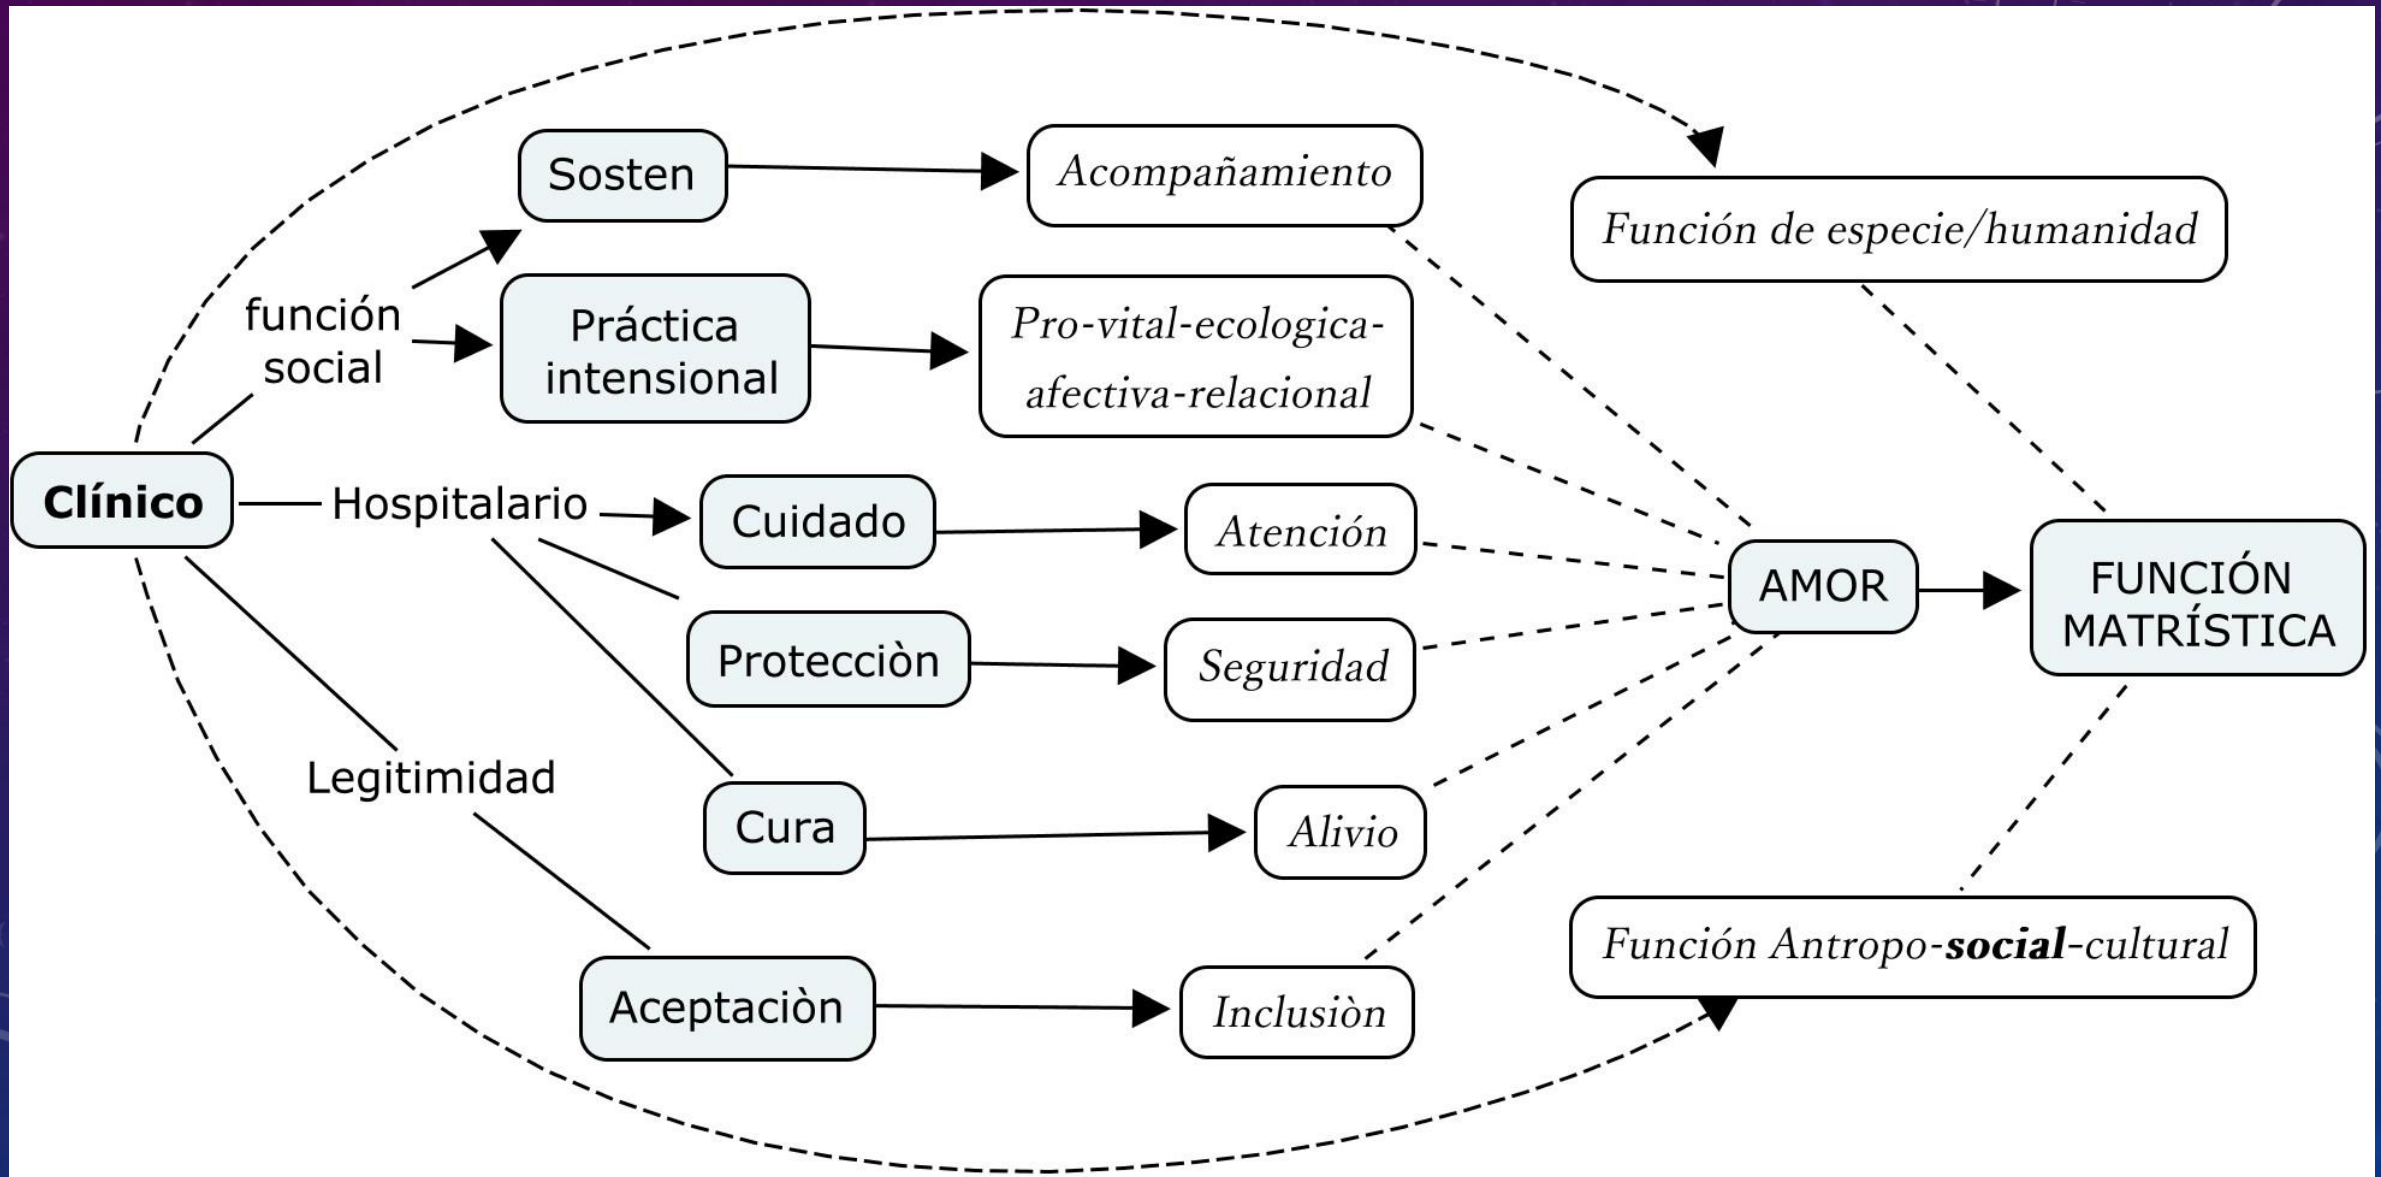 Sosten
Acompañamiento
Función de especie/humanidad
función
social
Práctica
intensional
Pro-vital-ecologica-
afectiva-relacional
Clínico
Hospitalario
Cuidado
Atención
AMOR
FUNCIÓN
MATRÍSTICA
Protecciòn
Seguridad
Legitimidad
Cura
Alivio
Función Antropo-social-cultural
Aceptaciòn
Inclusiòn